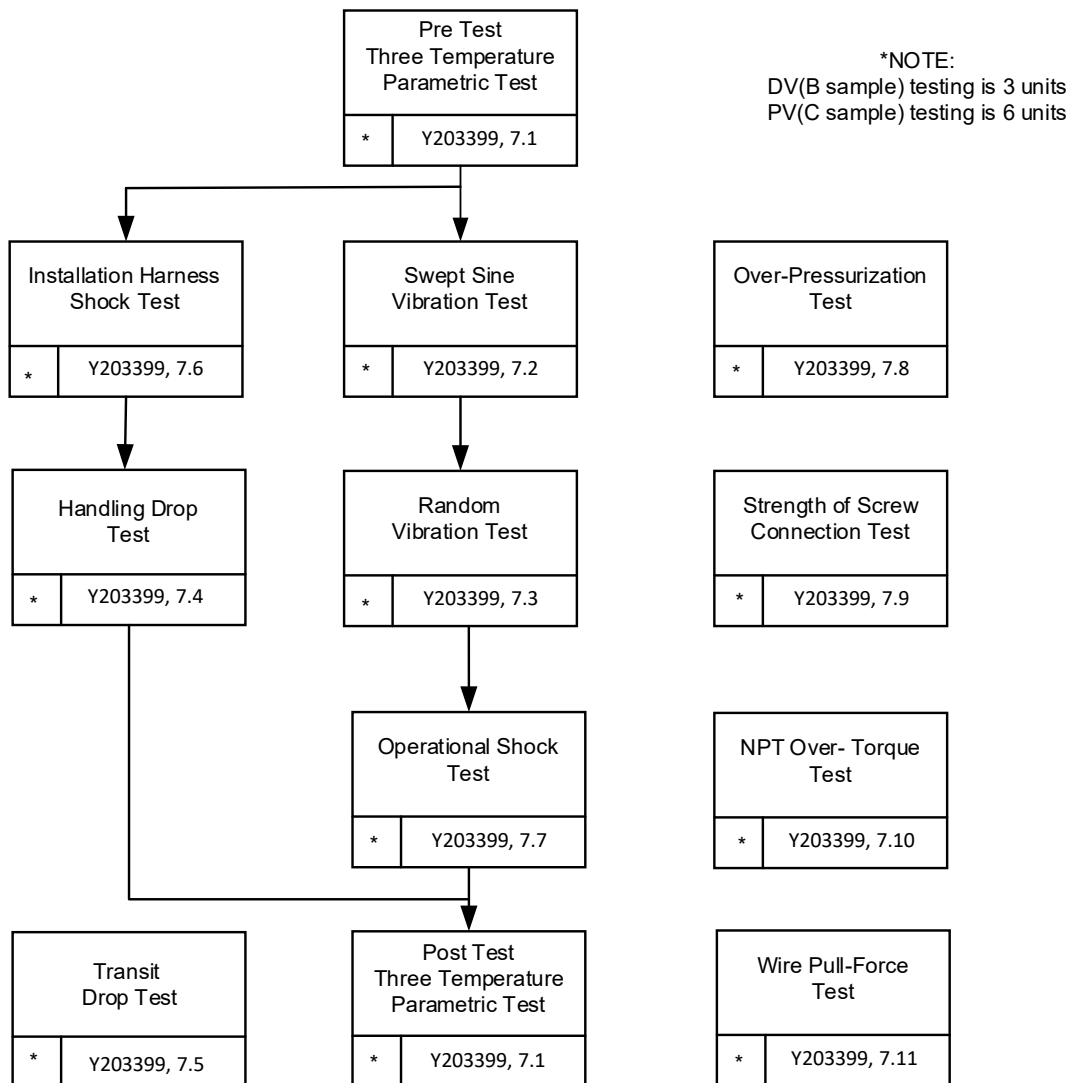 Pre Test
Three Temperature
Parametric Test
* Y203399, 7.1
*NOTE:
DV(B sample) testing is 3 units
PV(C sample) testing is 6 units
Installation Harness
Shock Test
* Y203399, 7.6
Swept Sine
Vibration Test
* Y203399, 7.2
Over-Pressurization
Test
* Y203399, 7.8
Handling Drop
Test
* Y203399, 7.4
Random
Vibration Test
* Y203399, 7.3
Strength of Screw
Connection Test
* Y203399, 7.9
Operational Shock
Test
* Y203399, 7.7
NPT Over- Torque
Test
* Y203399, 7.10
Transit
Drop Test
* Y203399, 7.5
Post Test
Three Temperature
Parametric Test
* Y203399, 7.1
Wire Pull-Force
Test
* Y203399, 7.11